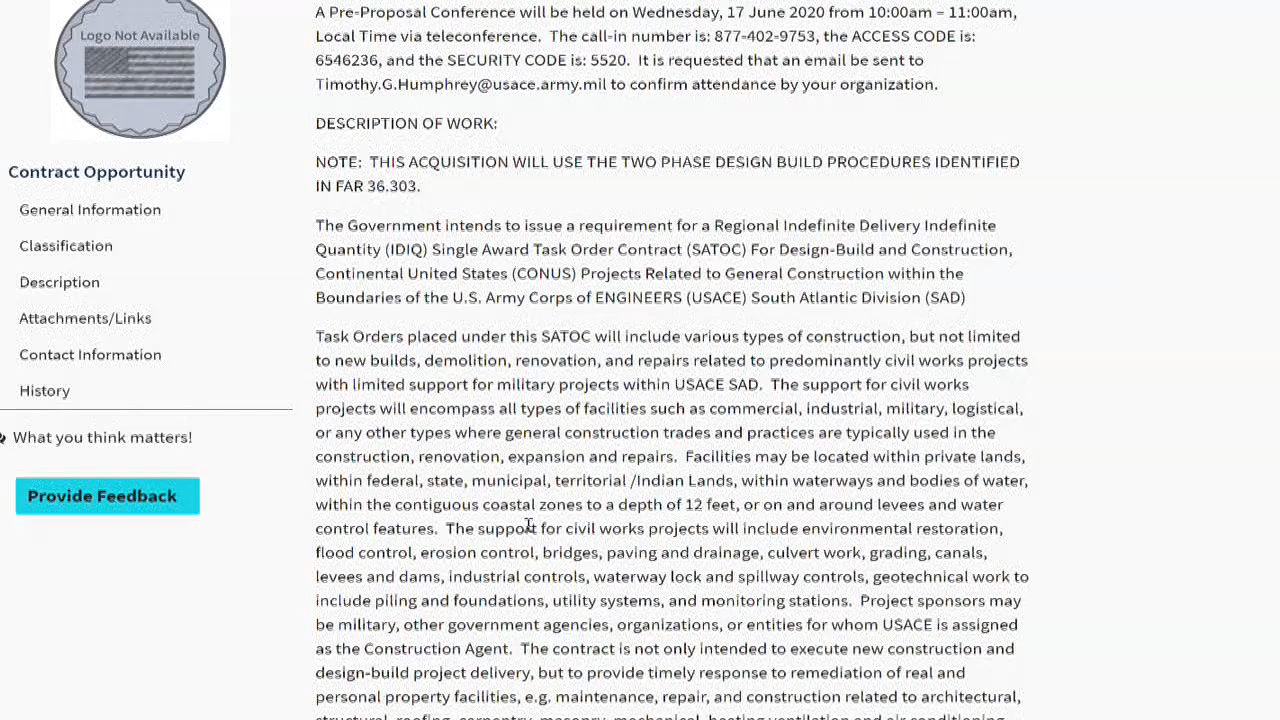 Logo Not Available
Contract Opportunity
General Information
Classification
Description
Attachments/Links
Contact Information
History
What you think matters!
Provide Feedback
A Pre-Proposal Conference will be held on Wednesday, 17 June 2020 from 10:00am – 11:00am,
Local Time via teleconference.  The call-in number is: 877-402-9753, the ACCESS CODE is:
6546236, and the SECURITY CODE is: 5520.  It is requested that an email be sent to
Timothy.G.Humphrey@usace.army.mil to confirm attendance by your organization.
DESCRIPTION OF WORK:
NOTE:  THIS ACQUISITION WILL USE THE TWO PHASE DESIGN BUILD PROCEDURES IDENTIFIED
IN FAR 36.303.
The Government intends to issue a requirement for a Regional Indefinite Delivery Indefinite
Quantity (IDIQ) Single Award Task Order Contract (SATOC) For Design-Build and Construction,
Continental United States (CONUS) Projects Related to General Construction within the
Boundaries of the U.S. Army Corps of ENGINEERS (USACE) South Atlantic Division (SAD)
Task Orders placed under this SATOC will include various types of construction, but not limited
to new builds, demolition, renovation, and repairs related to predominantly civil works projects
with limited support for military projects within USACE SAD.  The support for civil works
projects will encompass all types of facilities such as commercial, industrial, military, logistical,
or any other types where general construction trades and practices are typically used in the
construction, renovation, expansion and repairs.  Facilities may be located within private lands,
within federal, state, municipal, territorial /Indian Lands, within waterways and bodies of water,
within the contiguous coastal zones to a depth of 12 feet, or on and around levees and water
control features.  The support for civil works projects will include environmental restoration,
flood control, erosion control, bridges, paving and drainage, culvert work, grading, canals,
levees and dams, industrial controls, waterway lock and spillway controls, geotechnical work to
include piling and foundations, utility systems, and monitoring stations.  Project sponsors may
be military, other government agencies, organizations, or entities for whom USACE is assigned
as the Construction Agent.  The contract is not only intended to execute new construction and
design-build project delivery, but to provide timely response to remediation of real and
personal property facilities, e.g. maintenance, repair, and construction related to architectural,
structural, roofing, carpentry, masonry, mechanical, heating ventilation and air conditioning